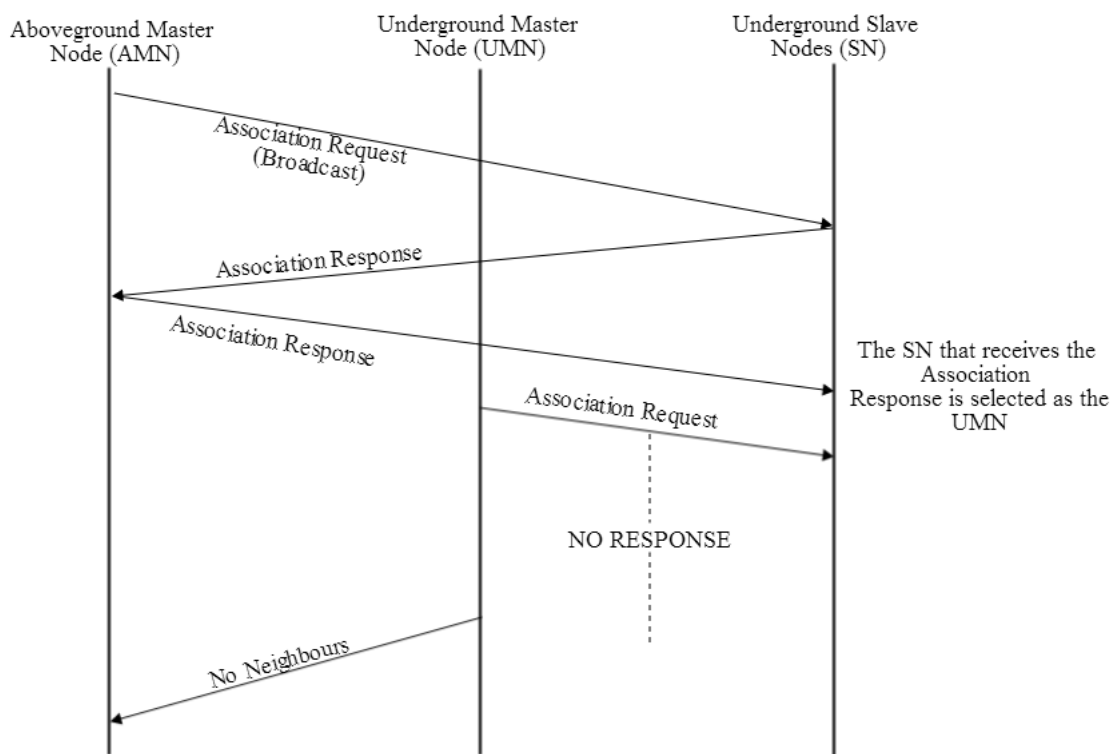 Aboveground Master
Node (AMN)
Underground Master
Node (UMN)
Underground Slave
Nodes (SN)
Association Request
(Broadcast)
Association Response
Association Response
The SN that receives the
Association
Response is selected as the
UMN
Association Request
NO RESPONSE
No Neighbours